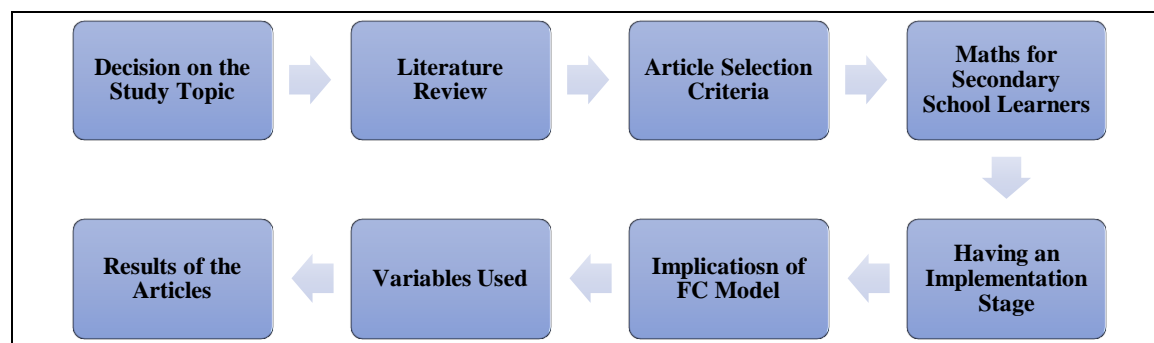 Decision on the
Study Topic
Literature
Review
Article Selection
Criteria
Maths for
Secondary
School Learners
Having an
Implementation
Stage
Implicatiosn of
FC Model
Variables Used
Results of the
Articles